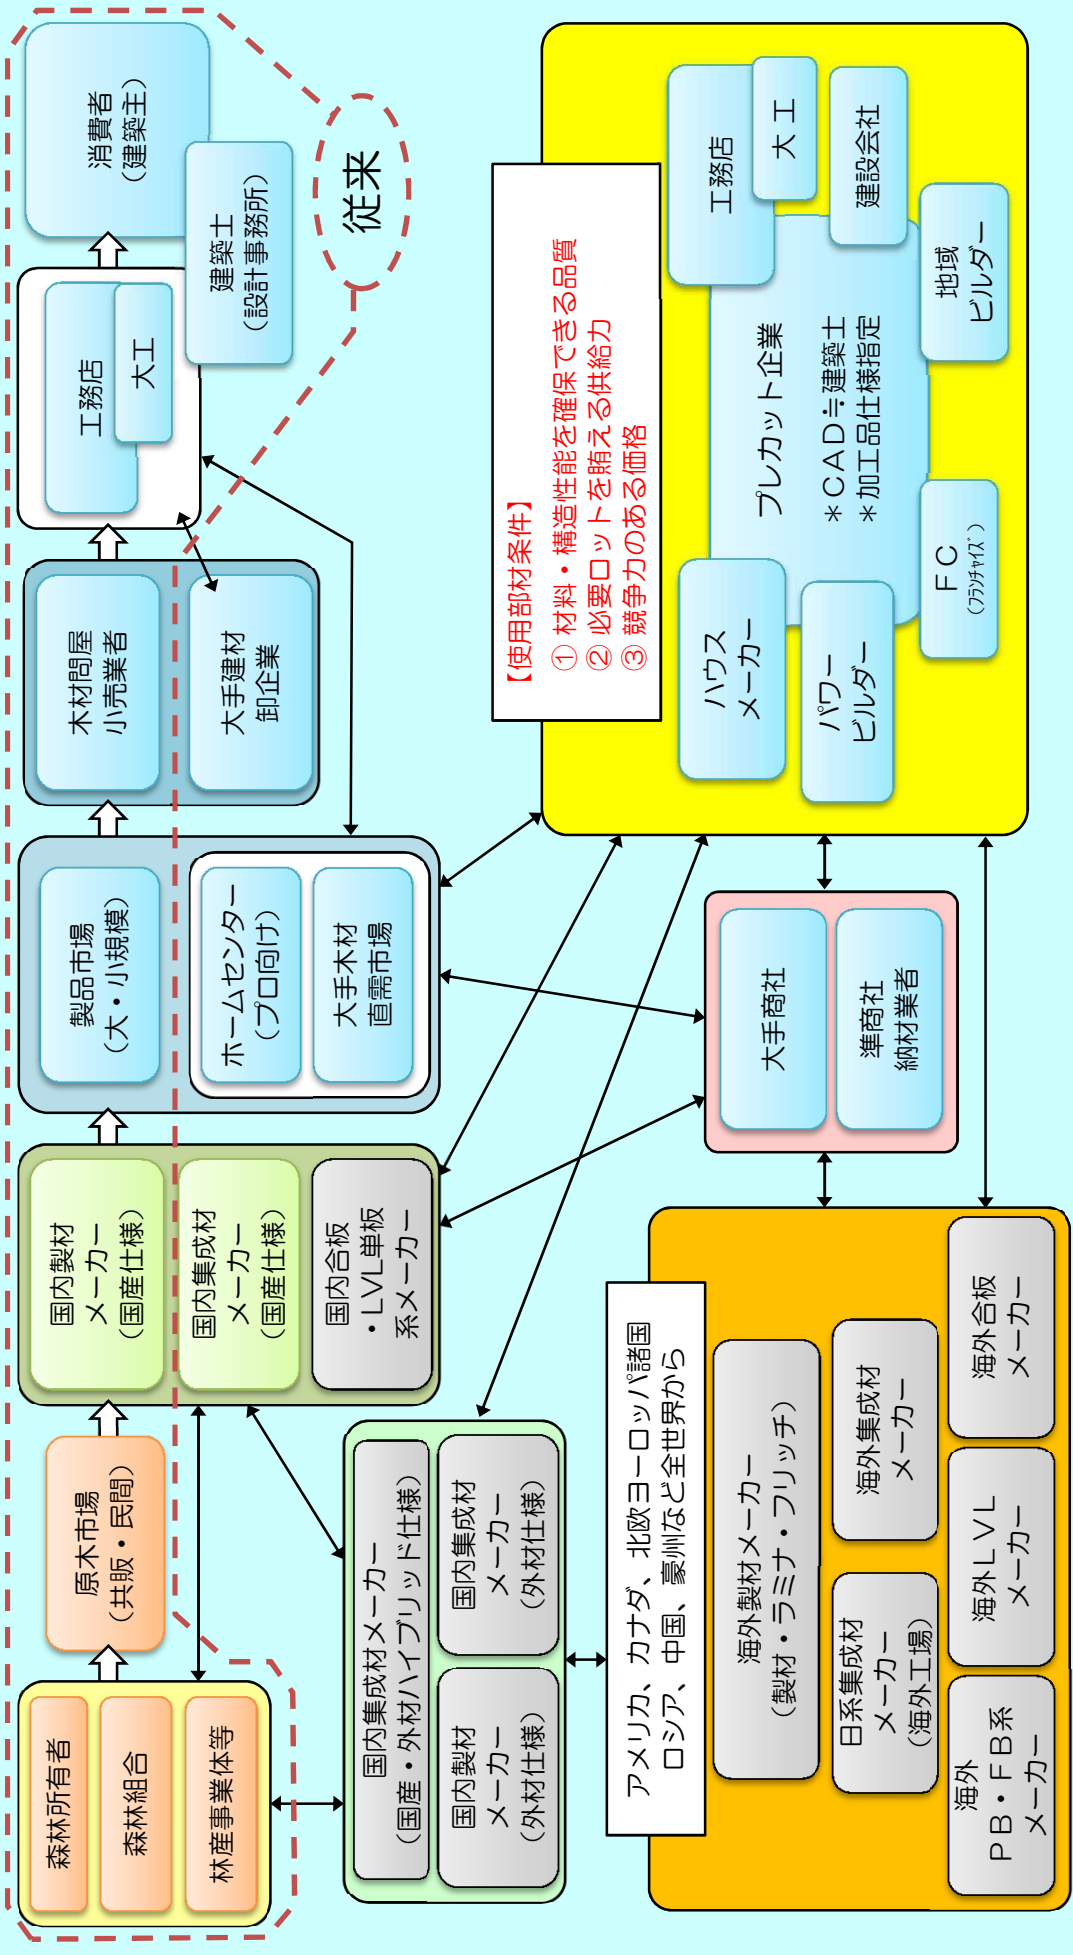 森林所有者
森林組合
林産事業体等
原木市場
（共販・民間）
国内製材
メーカー
（国産仕様）
国内集成材
メーカー
（国産仕様）
国内合板
・LVL単板
系メーカー
製品市場
（大・小規模）
ホームセンター
（プロ向け）
大手木材
直需市場
木材問屋
小売業者
大手建材
卸企業
工務店
大工
消費者
（建築主）
建築士
（設計事務所）
従来
国内集成材メーカー
（国産・外材ハイブリッド仕様）
国内製材
メーカー
（外材仕様）
国内集成材
メーカー
（外材仕様）
アメリカ、カナダ、北欧ヨーロッパ諸国
ロシア、中国、豪州など全世界から
海外製材メーカー
（製材・ラミナ・フリッチ）
日系集成材
メーカー
（海外工場）
海外集成材
メーカー
海外
ＰＢ・ＦＢ系
メーカー
海外ＬＶＬ
メーカー
海外合板
メーカー
大手商社
準商社
納材業者
【使用部材条件】
① 材料・構造性能を確保できる品質
② 必要ロットを賄える供給力
③ 競争力のある価格
ハウス
メーカー
パワー
ビルダー
プレカット企業
＊ＣＡＤ≒建築士
＊加工品仕様指定
ＦＣ
（ﾌﾗﾝﾁｬｲｽﾞ）
工務店
大工
建設会社
地域
ビルダー